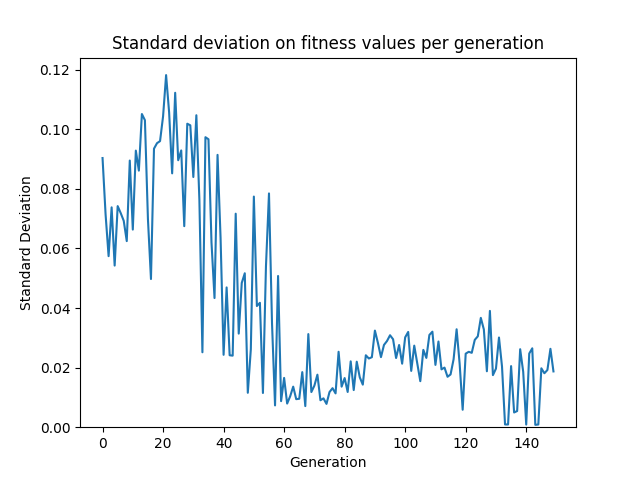 Standard deviation on fitness values per generation
0.12
0.10
0.08
0.06
0.04
0.02
0.00
Standard Deviation
0 20 40 60 80 100 120 140
Generation